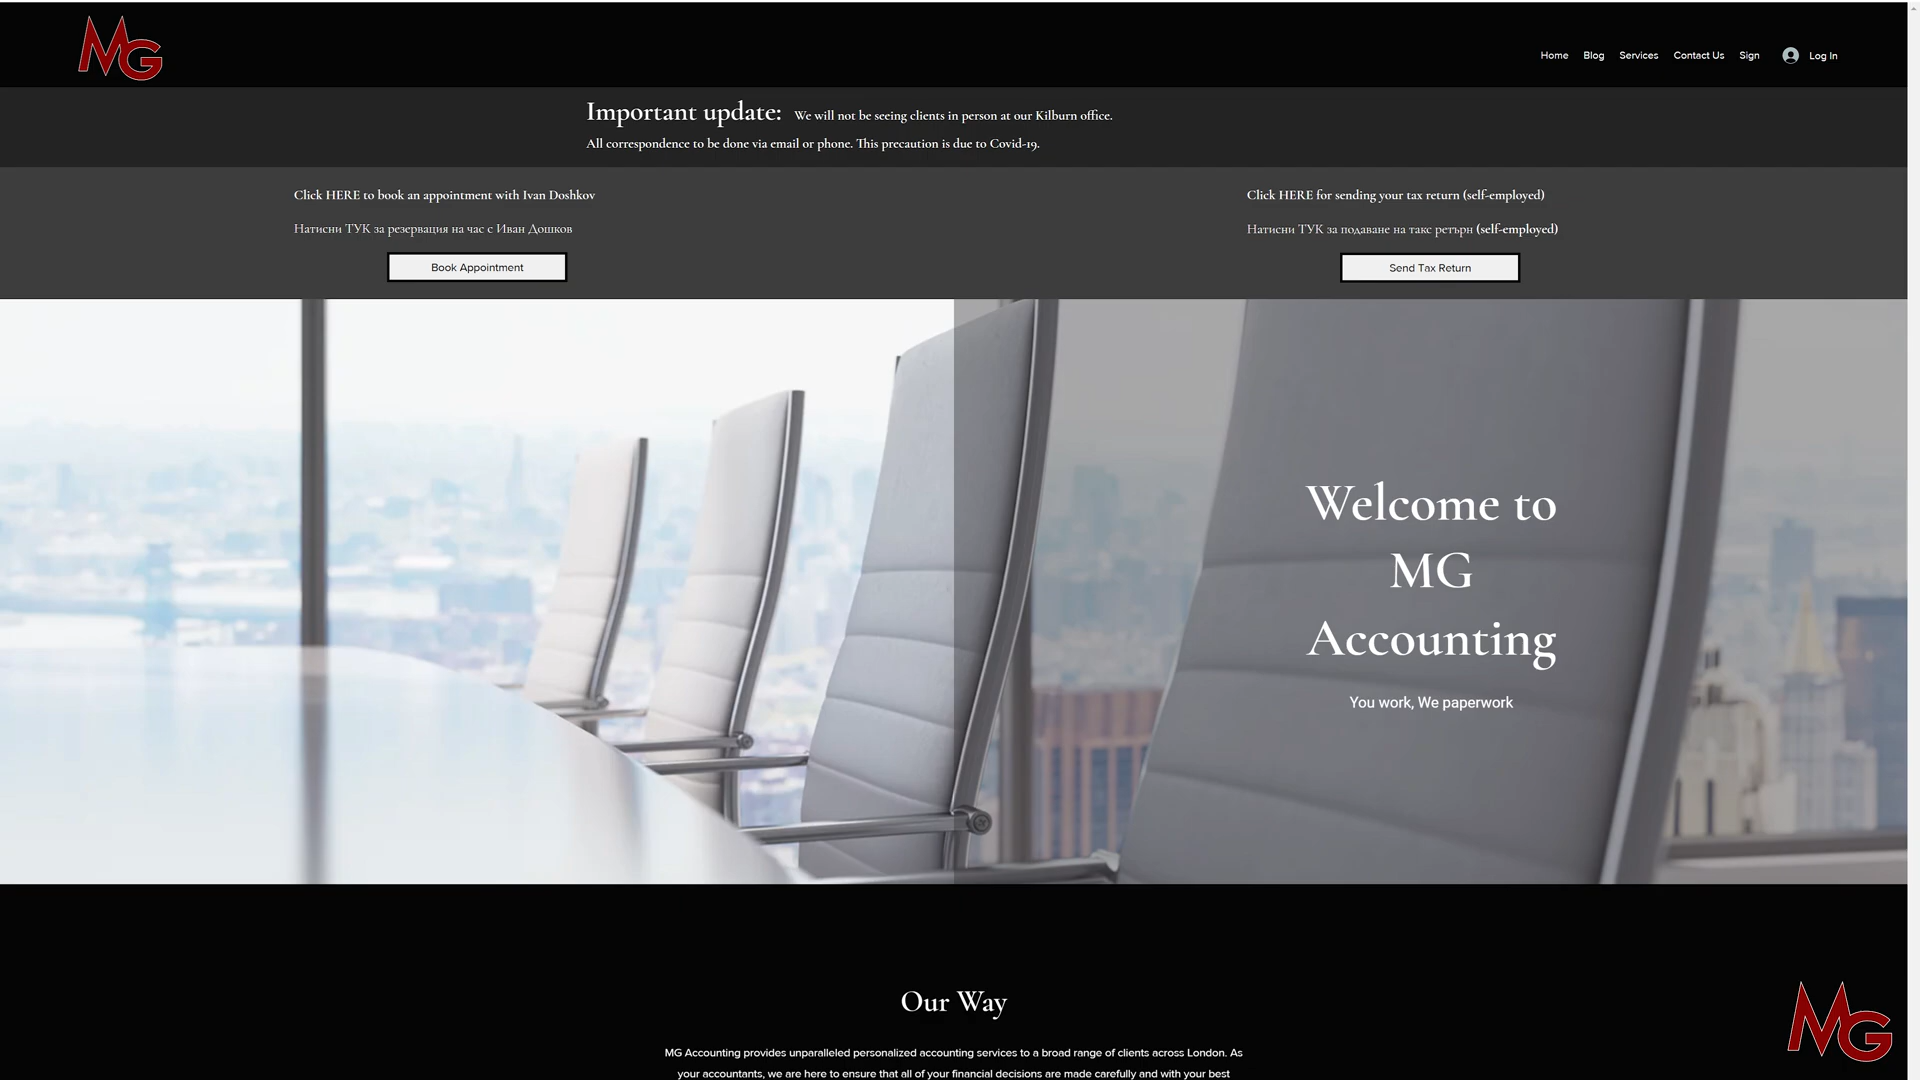 MG
Home Blog Services Contact Us Sign Log In
Important update: We will not be seeing clients in person at our Kilburn office.
All correspondence to be done via email or phone. This precaution is due to Covid-19.
Click HERE to book an appointment with Ivan Doshkov
Натисни ТУК за резервация на час с Иван Дошков
Book Appointment
Click HERE for sending your tax return (self-employed)
Натисни ТУК за подаване на такс ретърн (self-employed)
Send Tax Return
Welcome to
MG
Accounting
You work, We paperwork
Our Way
MG Accounting provides unparalleled personalized accounting services to a broad range of clients across London. As
your accountants, we are here to ensure that all of your financial decisions are made carefully and with your best
MG